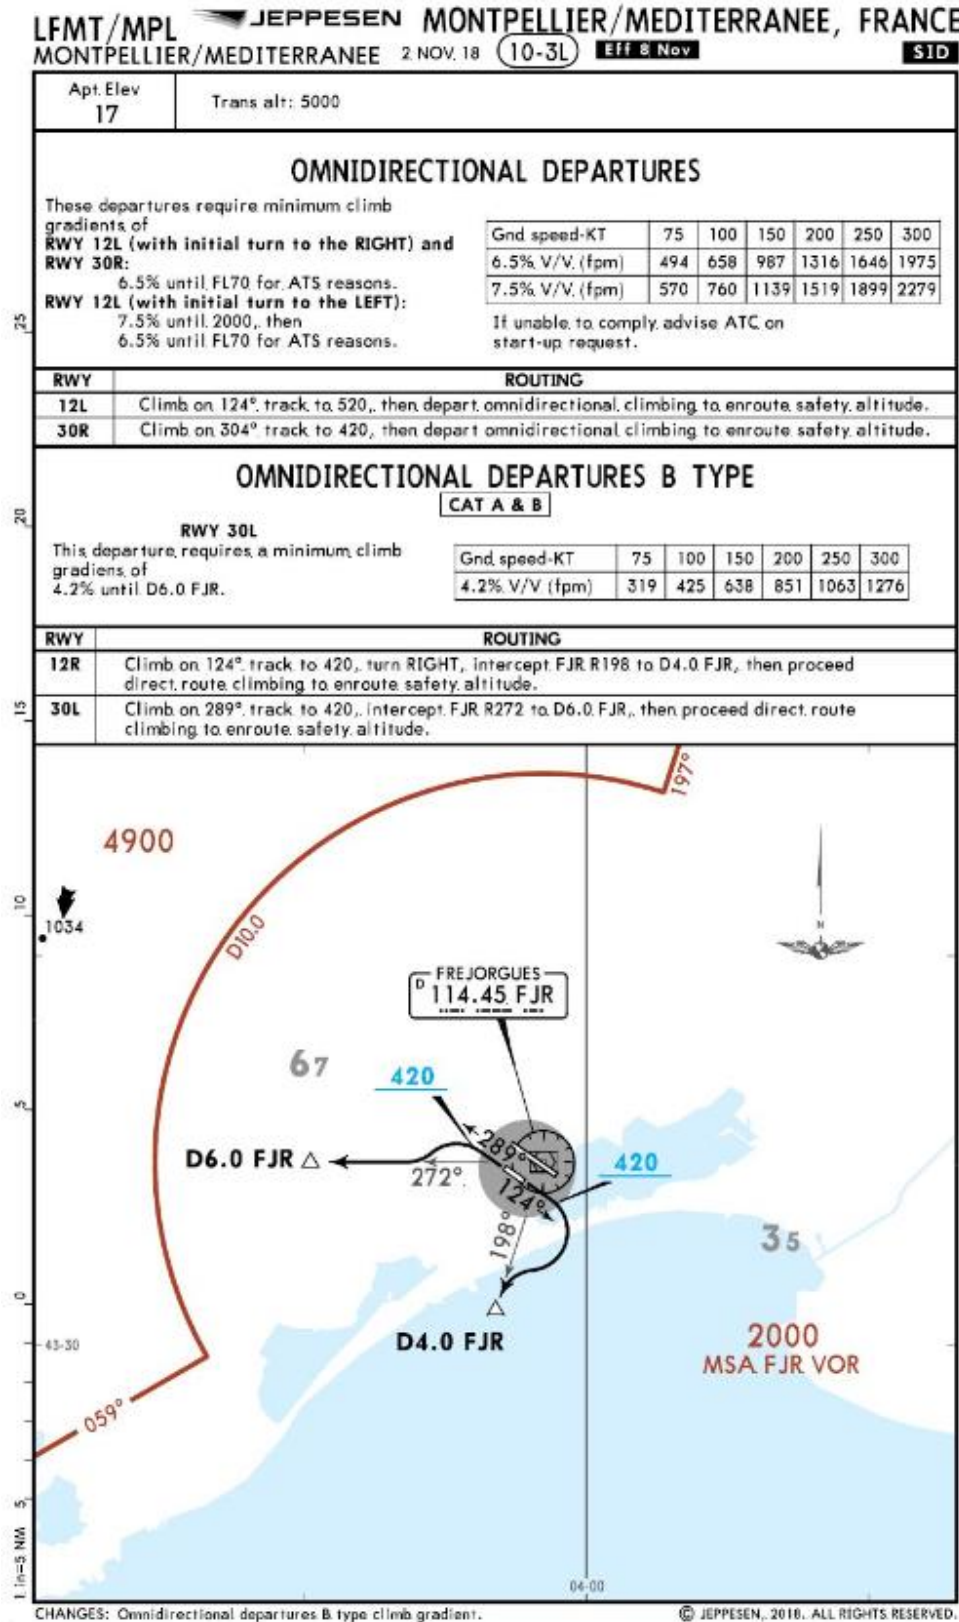 LFMT/MPL JEPPESEN MONTPELLIER/MEDITERRANEE, FRANCE
MONTPELLIER/MEDITERRANEE 2 NOV 18 10-3L Eff 8 Nov SID
Apt Elev
17
Trans alt: 5000
OMNIDIRECTIONAL DEPARTURES
These departures require minimum climb
gradients of
RWY 12L (with initial turn to the RIGHT) and
RWY 30R:
6.5% until FL70 for ATS reasons.
RWY 12L (with initial turn to the LEFT):
7.5% until 2000, then
6.5% until FL70 for ATS reasons.
Gnd speed-KT 75 100 150 200 250 300
6.5% V/V (fpm) 494 658 987 1316 1646 1975
7.5% V/V (fpm) 570 760 1139 1519 1899 2279
If unable to comply advise ATC on
start-up request.
RWY ROUTING
12L Climb on 124° track to 520, then depart omnidirectional climbing to enroute safety altitude.
30R Climb on 304° track to 420, then depart omnidirectional climbing to enroute safety altitude.
OMNIDIRECTIONAL DEPARTURES B TYPE
CAT A & B
RWY 30L
This departure requires a minimum climb
gradiens of
4.2% until D6.0 FJR.
Gnd speed-KT 75 100 150 200 250 300
4.2% V/V (fpm) 319 425 638 851 1063 1276
RWY ROUTING
12R Climb on 124° track to 420, turn RIGHT, intercept FJR R198 to D4.0 FJR, then proceed
direct route climbing to enroute safety altitude.
30L Climb on 289° track to 420, intercept FJR R272 to D6.0 FJR, then proceed direct route
climbing to enroute safety altitude.
197°
4900
1034
D10.0
N
FREJORGUES
D 114.45 FJR
67
420
289°
D6.0 FJR
272°
420
124°
198°
35
D4.0 FJR
43-30
2000
MSA FJR VOR
059°
04-00
25
20
15
10
5
0
5
1 in=5 NM
CHANGES: Omnidirectional departures B type climb gradient.
© JEPPESEN, 2018. ALL RIGHTS RESERVED.